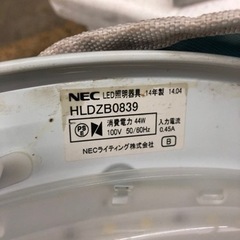 NEC LED照明器具 14年製 14.04
HLDZB0839
PS E 消費電力 44W 入力電流
100V 50/60Hz 0.45A
NECライティング株式会社 B